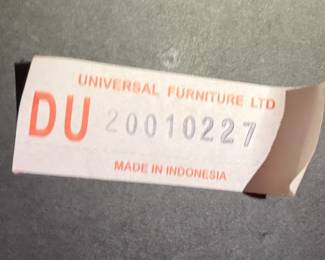 UNIVERSAL FURNITURE LTD
DU 20010227
MADE IN INDONESIA